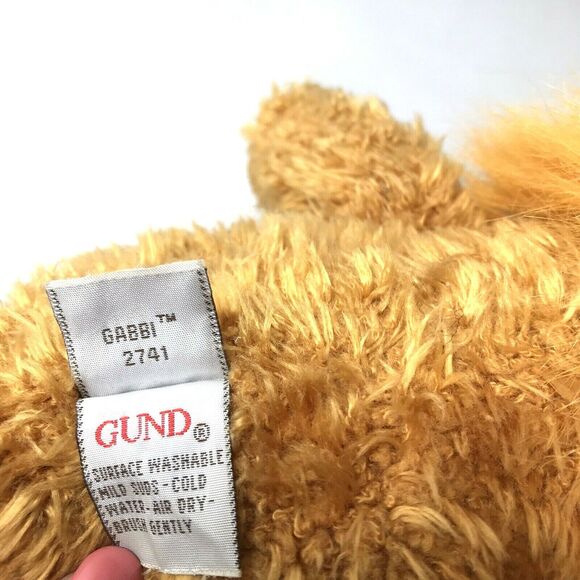 GABBI™
2741
GUND®
SURFACE WASHABLE
MILD SUDS - COLD
WATER-AIR DRY-
BRUSH GENTLY